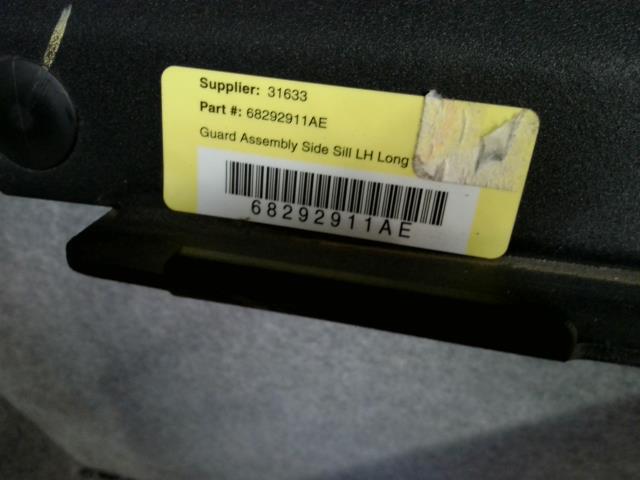 Supplier: 31633
Part #: 68292911AE
Guard Assembly Side Sill LH Long
68292911AE